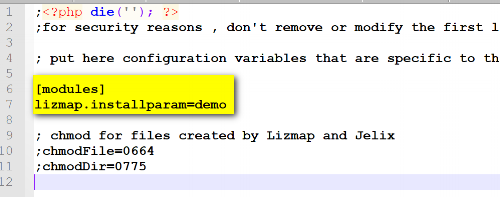 1 ;<?php die(''); ?>
2 ;for security reasons , don't remove or modify the first l
3
4 ; put here configuration variables that are specific to th
5
6 [modules]
7 lizmap.installparam=demo
8
9 ; chmod for files created by Lizmap and Jelix
10 ;chmodFile=0664
11 ;chmodDir=0775
12